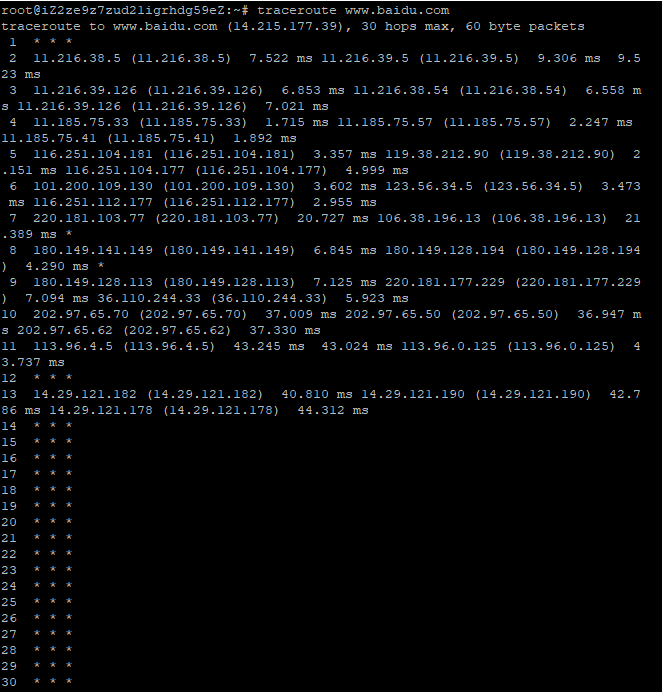 root@iZ2ze9z7zud2ligrhdg59eZ:~# traceroute www.baidu.com
traceroute to www.baidu.com (14.215.177.39), 30 hops max, 60 byte packets
 1  * * *
 2  11.216.38.5 (11.216.38.5)  7.522 ms 11.216.39.5 (11.216.39.5)  9.306 ms  9.5
23 ms
 3  11.216.39.126 (11.216.39.126)  6.853 ms 11.216.38.54 (11.216.38.54)  6.558 m
s 11.216.39.126 (11.216.39.126)  7.021 ms
 4  11.185.75.33 (11.185.75.33)  1.715 ms 11.185.75.57 (11.185.75.57)  2.247 ms
11.185.75.41 (11.185.75.41)  1.892 ms
 5  116.251.104.181 (116.251.104.181)  3.357 ms 119.38.212.90 (119.38.212.90)  2
.151 ms 116.251.104.177 (116.251.104.177)  4.999 ms
 6  101.200.109.130 (101.200.109.130)  3.602 ms 123.56.34.5 (123.56.34.5)  3.473
 ms 116.251.112.177 (116.251.112.177)  2.955 ms
 7  220.181.103.77 (220.181.103.77)  20.727 ms 106.38.196.13 (106.38.196.13)  21
.389 ms *
 8  180.149.141.149 (180.149.141.149)  6.845 ms 180.149.128.194 (180.149.128.194
)  4.290 ms *
 9  180.149.128.113 (180.149.128.113)  7.125 ms 220.181.177.229 (220.181.177.229
)  7.094 ms 36.110.244.33 (36.110.244.33)  5.923 ms
10  202.97.65.70 (202.97.65.70)  37.009 ms 202.97.65.50 (202.97.65.50)  36.947 m
s 202.97.65.62 (202.97.65.62)  37.330 ms
11  113.96.4.5 (113.96.4.5)  43.245 ms  43.024 ms 113.96.0.125 (113.96.0.125)  4
3.737 ms
12  * * *
13  14.29.121.182 (14.29.121.182)  40.810 ms 14.29.121.190 (14.29.121.190)  42.7
86 ms 14.29.121.178 (14.29.121.178)  44.312 ms
14  * * *
15  * * *
16  * * *
17  * * *
18  * * *
19  * * *
20  * * *
21  * * *
22  * * *
23  * * *
24  * * *
25  * * *
26  * * *
27  * * *
28  * * *
29  * * *
30  * * *